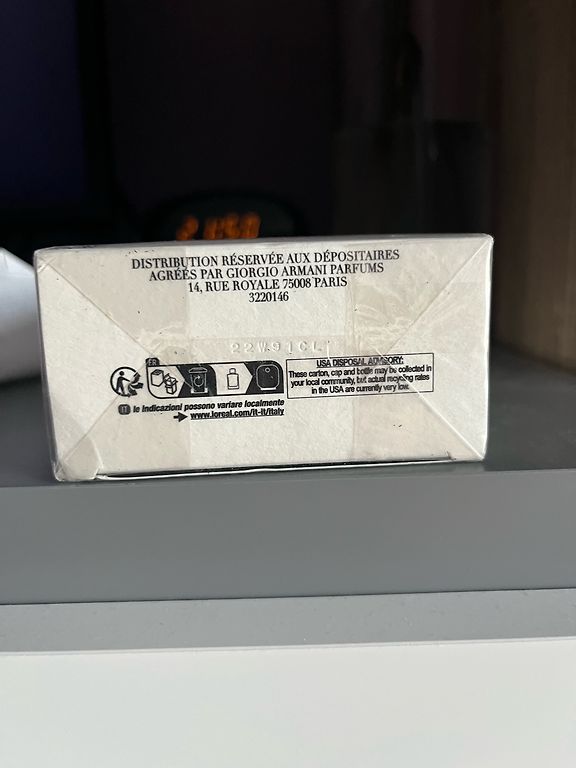 DISTRIBUTION RÉSERVÉE AUX DÉPOSITAIRES
AGRÉÉS PAR GIORGIO ARMANI PARFUMS
14, RUE ROYALE 75008 PARIS
3220146
FR
USA DISPOSAL ADVISORY:
These carton, cap and bottle may be collected in
your local community, but actual recycling rates
in the USA are currently very low.
IT le indicazioni possono variare localmente
www.loreal.com/it-it/italy